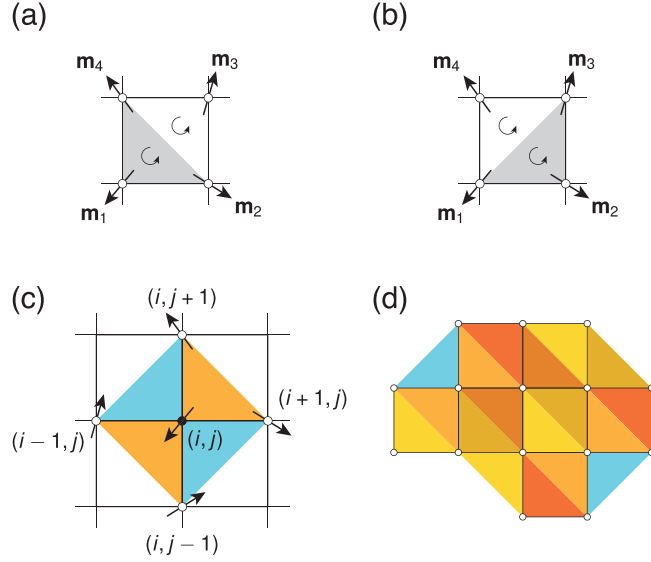 (a)
(b)
m₄
m₃
m₄
m₃
m₁
m₂
m₁
m₂
(c)
(d)
(i, j + 1)
(i + 1, j)
(i − 1, j)
(i, j)
(i, j − 1)